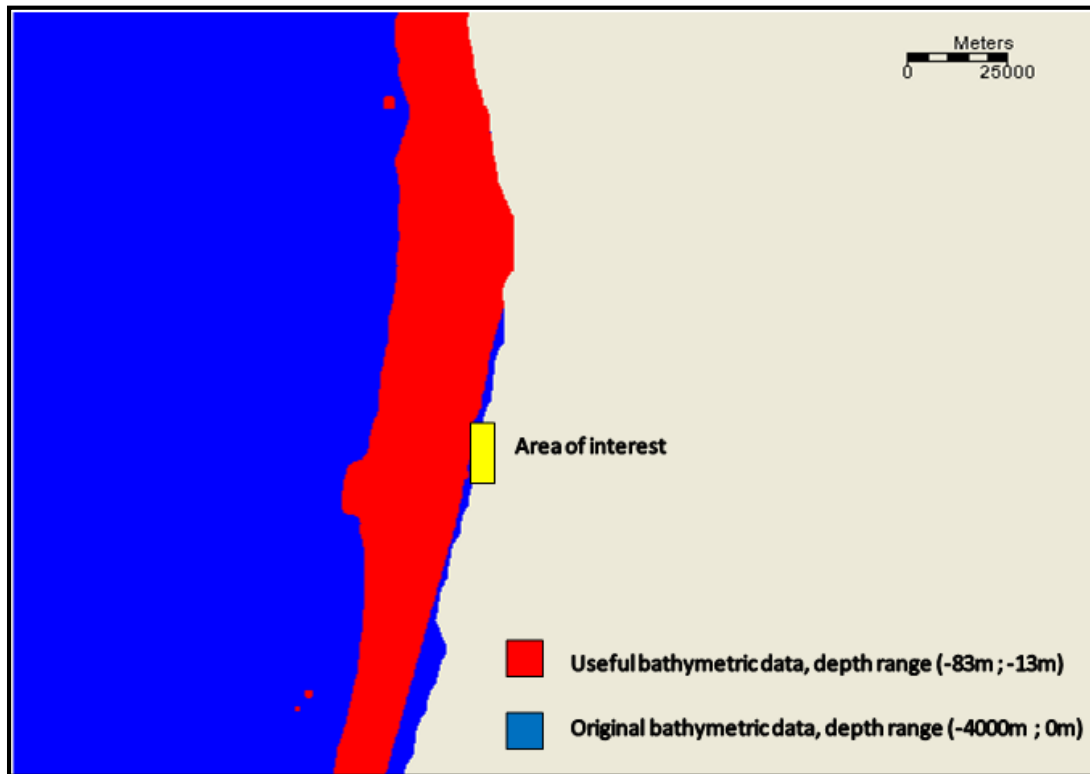 Meters
0 25000
Area of interest
Useful bathymetric data, depth range (-83m ; -13m)
Original bathymetric data, depth range (-4000m ; 0m)